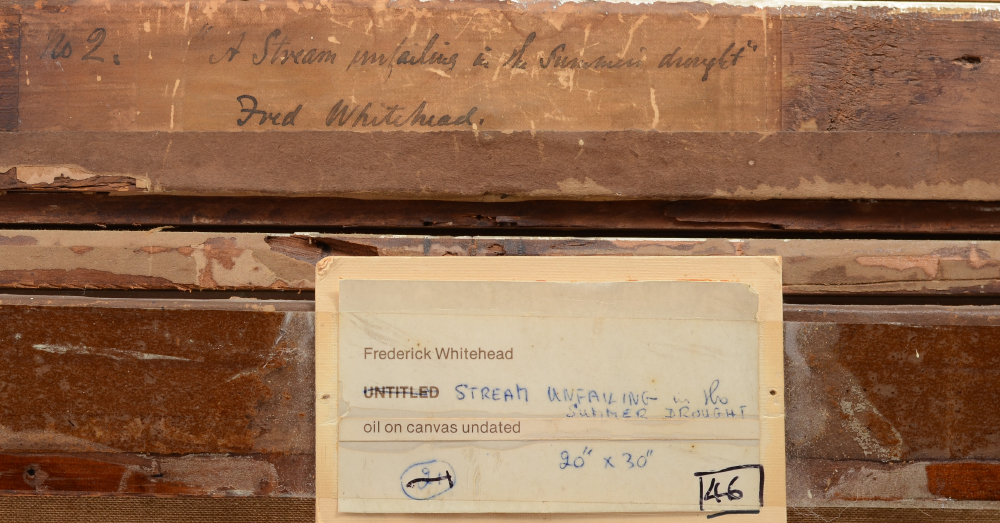 No 2. "A Stream unfailing in the Summer drought"
Fred Whitehead.
Frederick Whitehead
UNTITLED STREAM UNFAILING in the
SUMMER DROUGHT
oil on canvas undated
20" x 30"
46